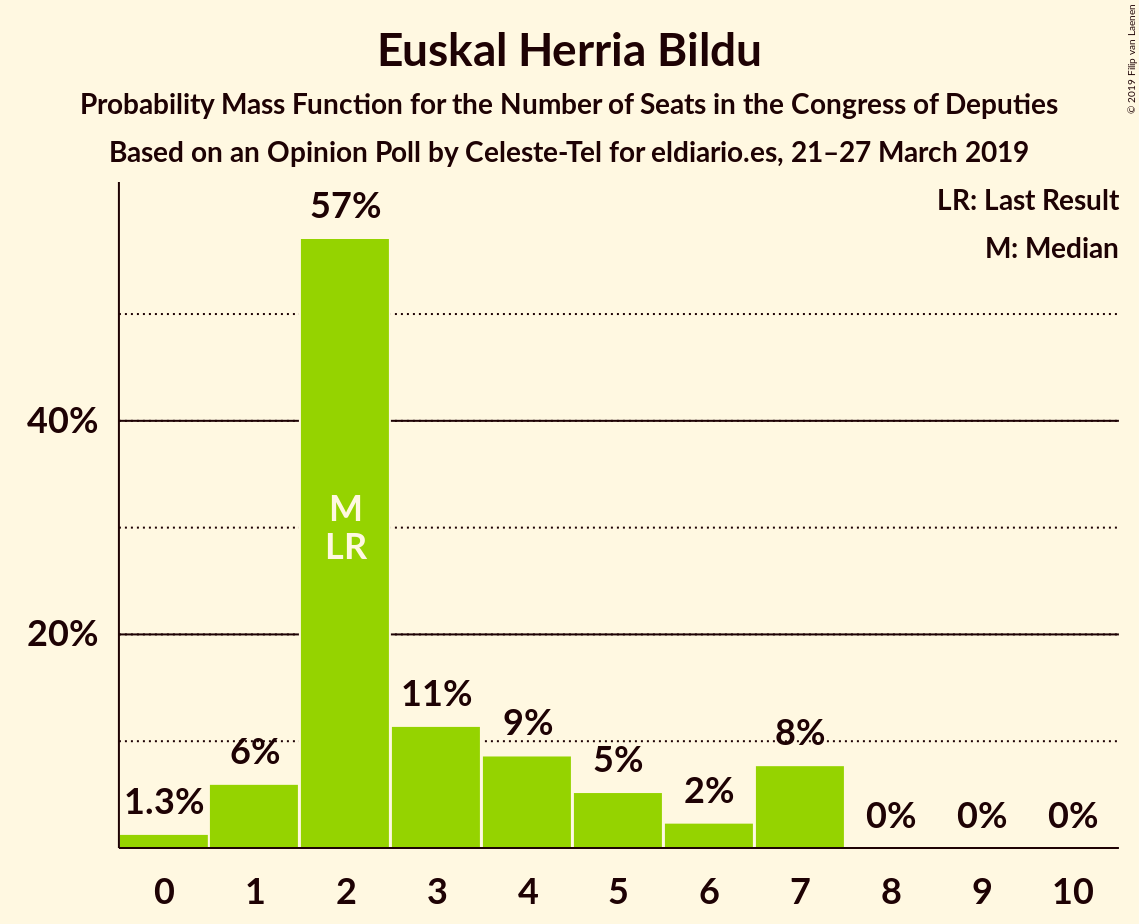 Euskal Herria Bildu
Probability Mass Function for the Number of Seats in the Congress of Deputies
Based on an Opinion Poll by Celeste-Tel for eldiario.es, 21–27 March 2019
© 2019 Filip van Laenen
LR: Last Result
M: Median
57%
40%
M
LR
20%
11%
9%
8%
6%
5%
2%
1.3%
0%
0%
0%
0 1 2 3 4 5 6 7 8 9 10